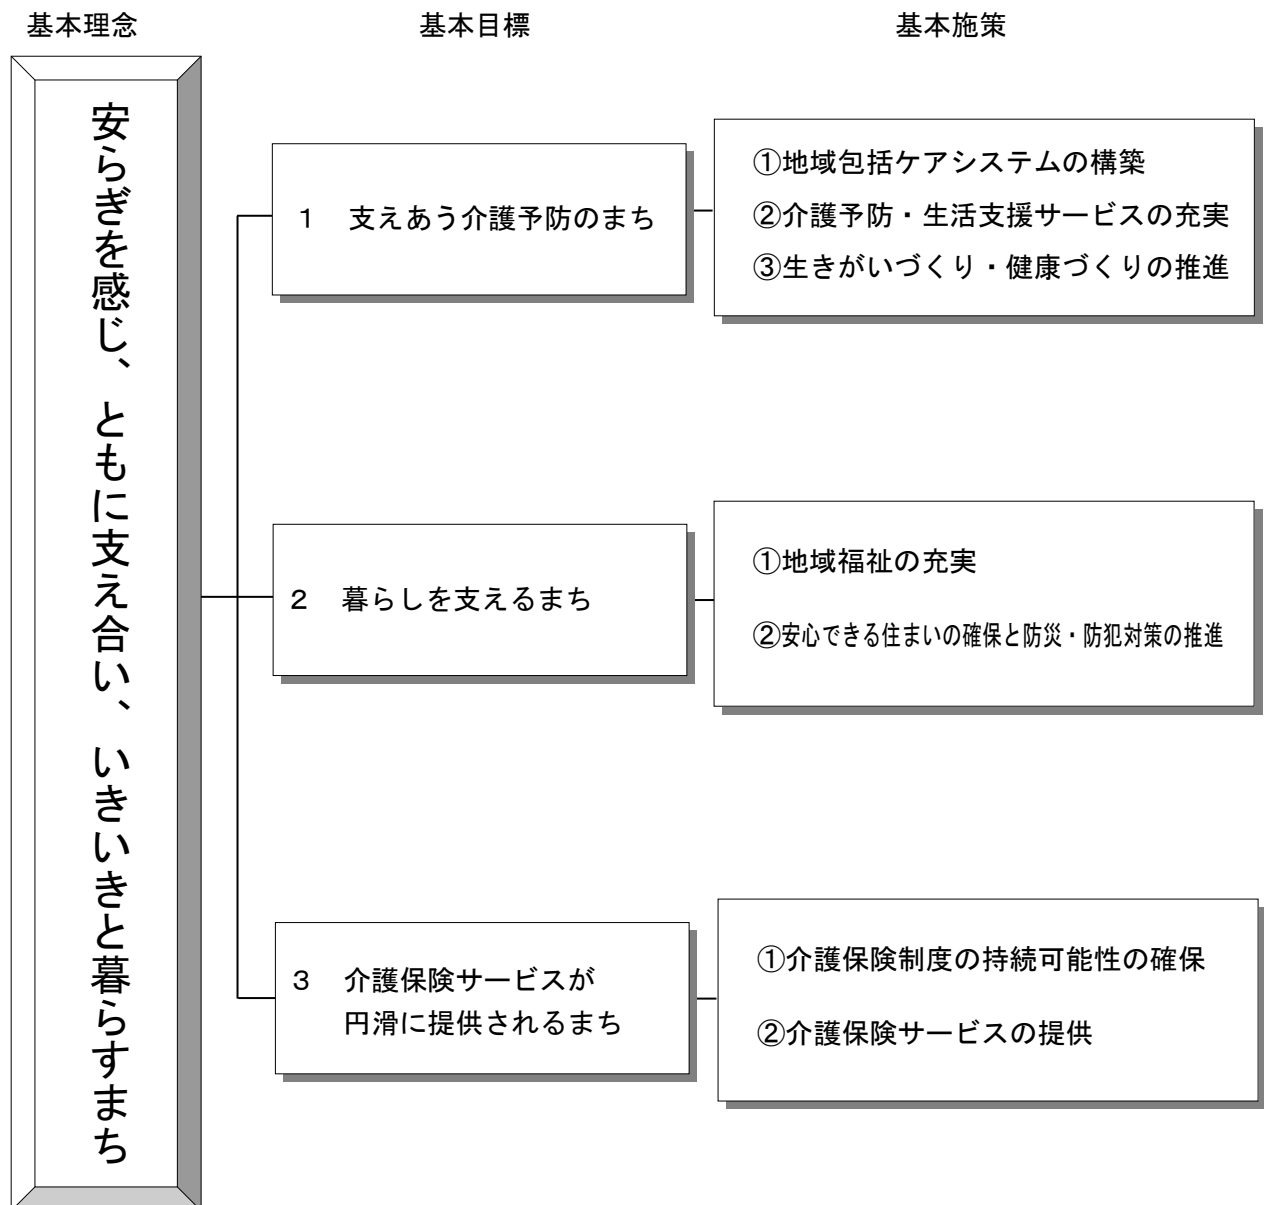 基本理念
基本目標
基本施策
安らぎを感じ、ともに支え合い、いきいきと暮らすまち
1 支えあう介護予防のまち
①地域包括ケアシステムの構築
②介護予防・生活支援サービスの充実
③生きがいづくり・健康づくりの推進
2 暮らしを支えるまち
①地域福祉の充実
②安心できる住まいの確保と防災・防犯対策の推進
3 介護保険サービスが
円滑に提供されるまち
①介護保険制度の持続可能性の確保
②介護保険サービスの提供